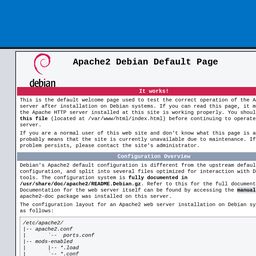 debian
Apache2 Debian Default Page
It works!
This is the default welcome page used to test the correct operation of the A
server after installation on Debian systems. If you can read this page, it m
the Apache HTTP server installed at this site is working properly. You shoul
this file (located at /var/www/html/index.html) before continuing to operate
server.
If you are a normal user of this web site and don't know what this page is a
probably means that the site is currently unavailable due to maintenance. If
problem persists, please contact the site's administrator.
Configuration Overview
Debian's Apache2 default configuration is different from the upstream defaul
configuration, and split into several files optimized for interaction with D
tools. The configuration system is fully documented in
/usr/share/doc/apache2/README.Debian.gz. Refer to this for the full document
Documentation for the web server itself can be found by accessing the manual
apache2-doc package was installed on this server.
The configuration layout for an Apache2 web server installation on Debian sy
as follows:
/etc/apache2/
|-- apache2.conf
|       `--  ports.conf
|-- mods-enabled
|       |-- *.load
|       `-- *.conf